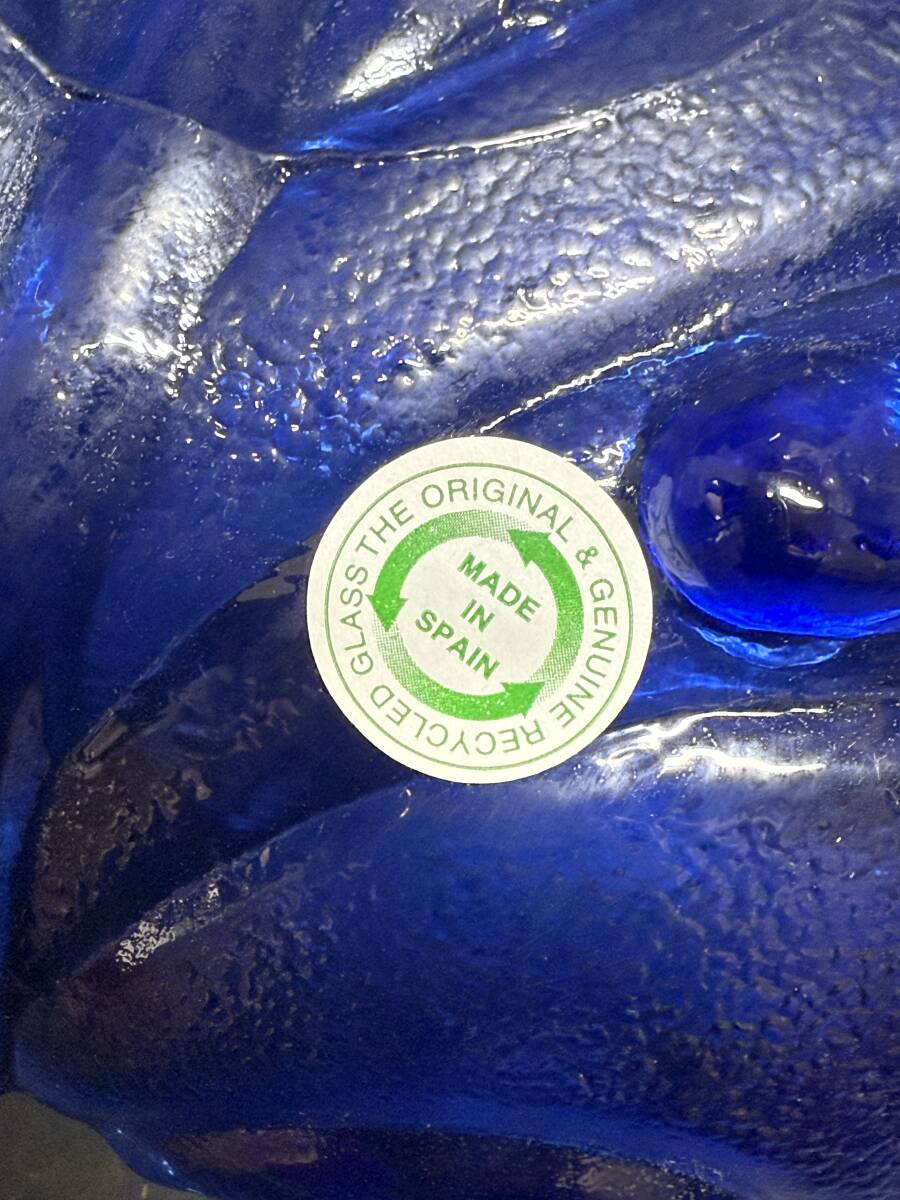 THE ORIGINAL & GENUINE RECYCLED GLASS
MADE
IN
SPAIN